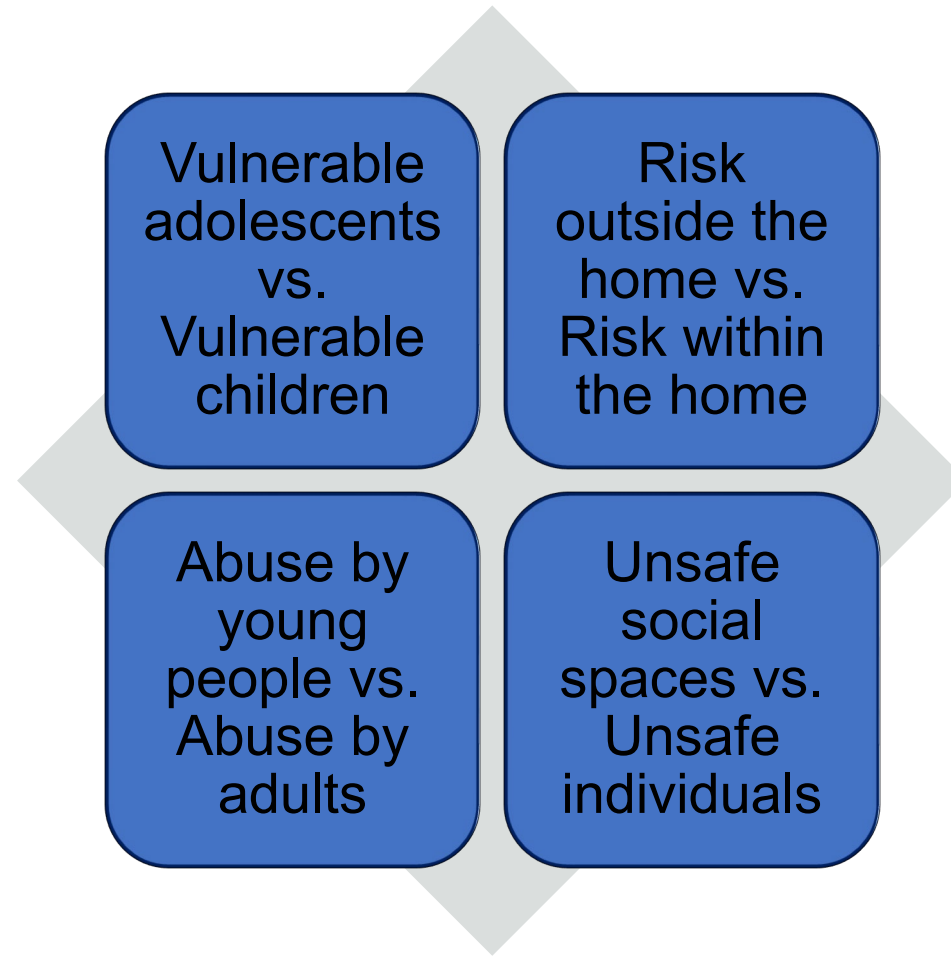 Vulnerable
adolescents
vs.
Vulnerable
children
Risk
outside the
home vs.
Risk within
the home
Abuse by
young
people vs.
Abuse by
adults
Unsafe
social
spaces vs.
Unsafe
individuals